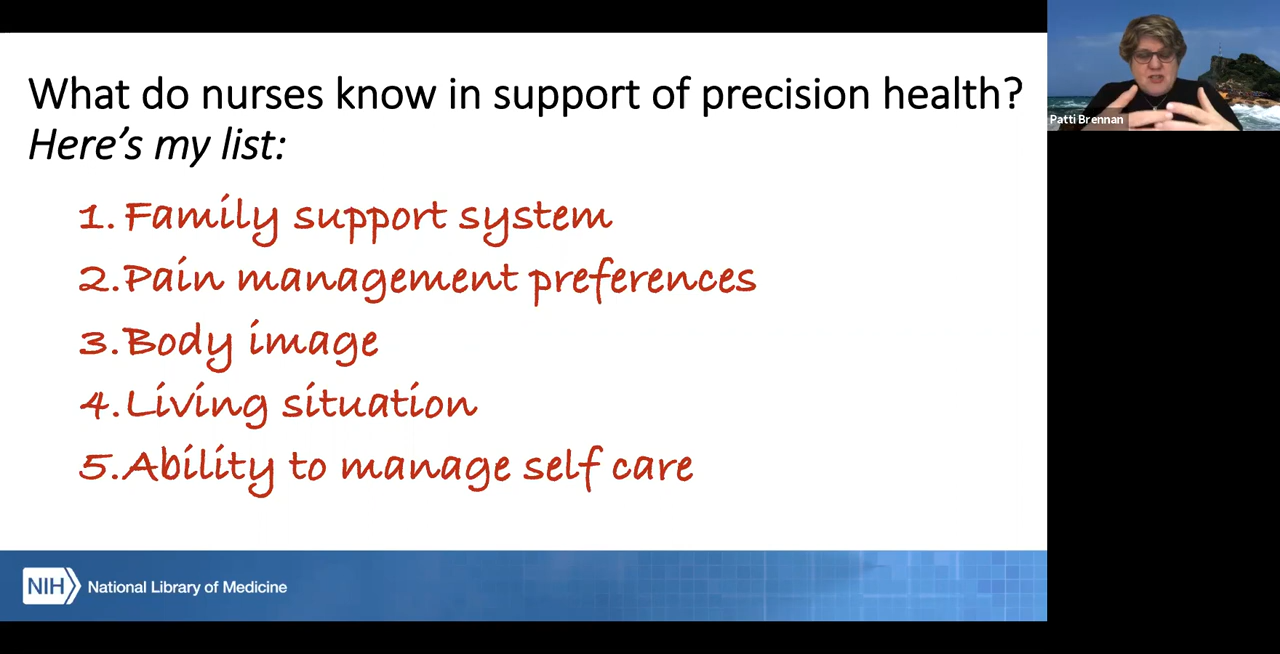 What do nurses know in support of precision health?
Here's my list:
1. Family support system
2. Pain management preferences
3. Body image
4. Living situation
5. Ability to manage self care
NIH National Library of Medicine
Patti Brennan